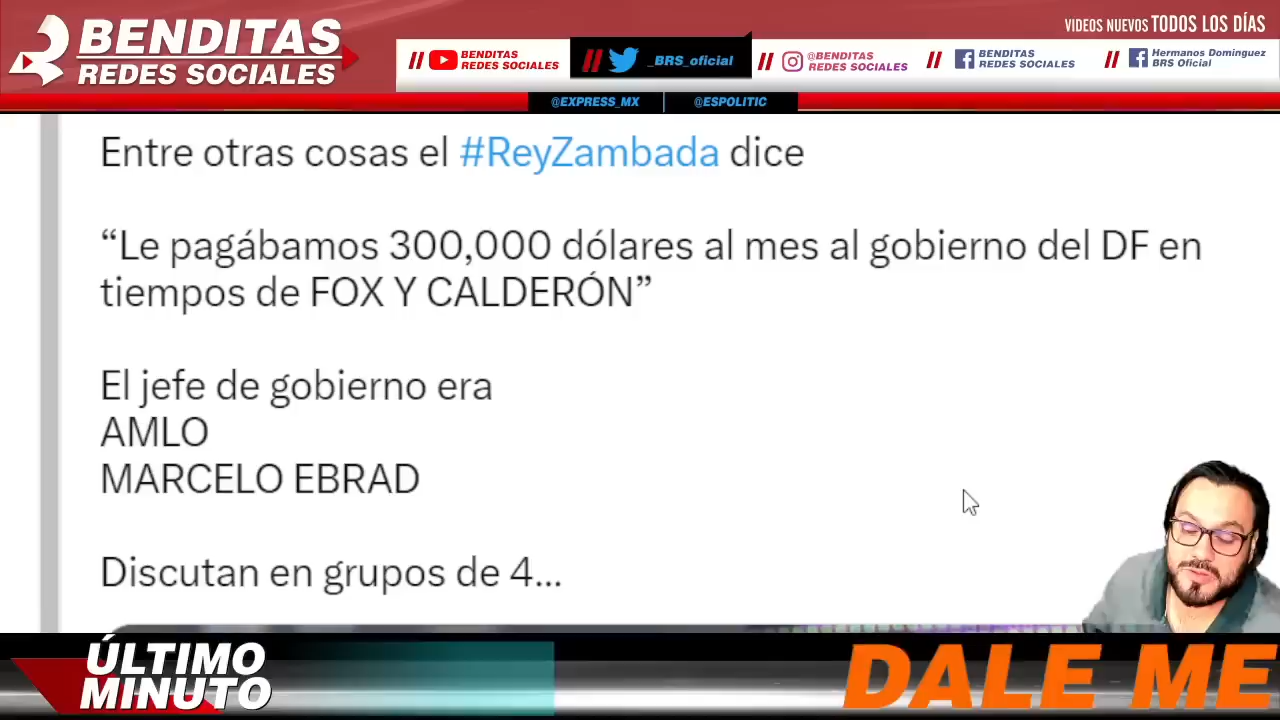 BENDITAS
REDES SOCIALES
VIDEOS NUEVOS TODOS LOS DÍAS
// BENDITAS
REDES SOCIALES
// _BRS_oficial
// @BENDITAS
REDES SOCIALES
// BENDITAS
REDES SOCIALES
// Hermanos Dominguez
BRS Oficial
@EXPRESS_MX
@ESPOLITIC
Entre otras cosas el #ReyZambada dice
“Le pagábamos 300,000 dólares al mes al gobierno del DF en
tiempos de FOX Y CALDERÓN”
El jefe de gobierno era
AMLO
MARCELO EBRAD
Discutan en grupos de 4...
ÚLTIMO
MINUTO
DALE ME